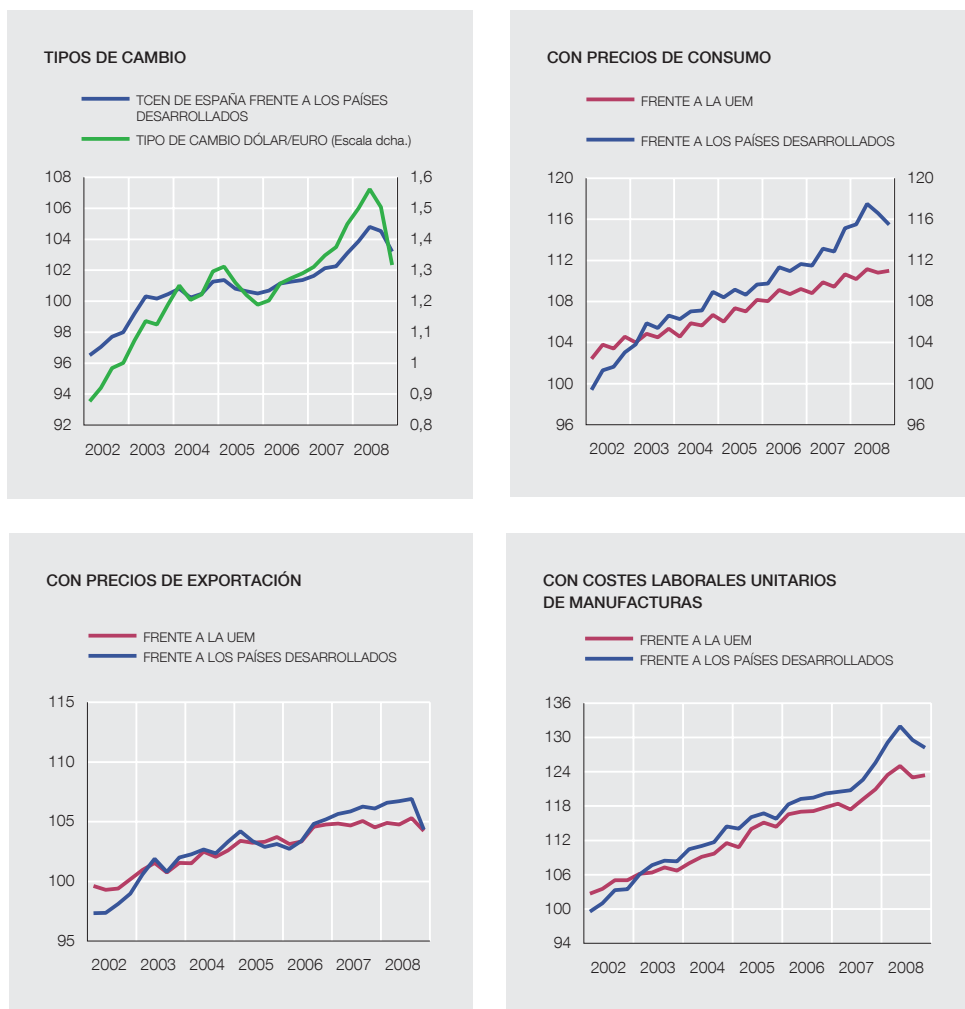 TIPOS DE CAMBIO
TCEN DE ESPAÑA FRENTE A LOS PAÍSES
DESARROLLADOS
TIPO DE CAMBIO DÓLAR/EURO (Escala dcha.)
108 1,6
106 1,5
104 1,4
102 1,3
100 1,2
98 1,1
96 1
94 0,9
92 0,8
2002 2003 2004 2005 2006 2007 2008
CON PRECIOS DE CONSUMO
FRENTE A LA UEM
FRENTE A LOS PAÍSES DESARROLLADOS
120 120
116 116
112 112
108 108
104 104
100 100
96 96
2002 2003 2004 2005 2006 2007 2008
CON PRECIOS DE EXPORTACIÓN
FRENTE A LA UEM
FRENTE A LOS PAÍSES DESARROLLADOS
115
110
105
100
95
2002 2003 2004 2005 2006 2007 2008
CON COSTES LABORALES UNITARIOS
DE MANUFACTURAS
FRENTE A LA UEM
FRENTE A LOS PAÍSES DESARROLLADOS
136
130
124
118
112
106
100
94
2002 2003 2004 2005 2006 2007 2008